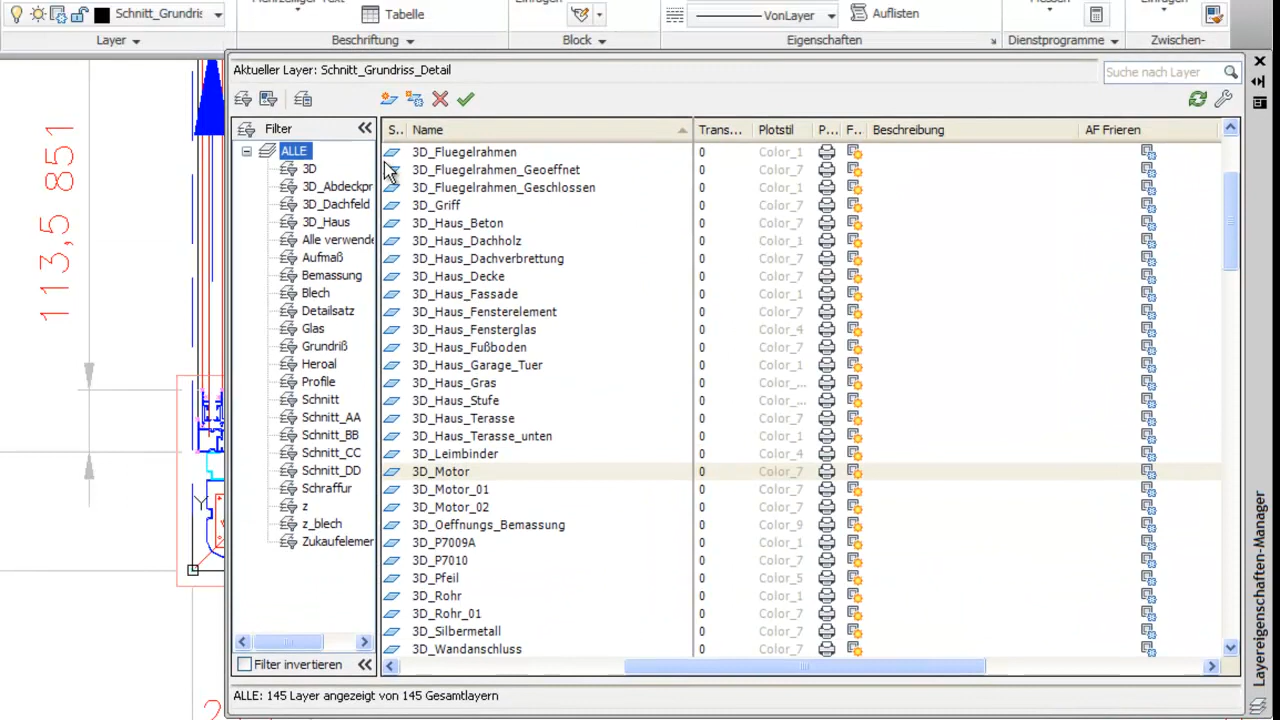 Schnitt_Grundris
Tabelle
VonLayer
Auflisten
Layer
Beschriftung
Block
Eigenschaften
Dienstprogramme
Zwischen-
Aktueller Layer: Schnitt_Grundriss_Detail
Suche nach Layer
Filter
S.. Name Trans... Plotstil P... F... Beschreibung AF Frieren
ALLE
3D
3D_Abdeckpr
3D_Dachfeld
3D_Haus
Alle verwende
Aufmaß
Bemassung
Blech
Detailsatz
Glas
Grundriß
Heroal
Profile
Schnitt
Schnitt_AA
Schnitt_BB
Schnitt_CC
Schnitt_DD
Schraffur
z
z_blech
Zukaufelemer
Filter invertieren
3D_Fluegelrahmen 0 Color_1
3D_Fluegelrahmen_Geoeffnet 0 Color_7
3D_Fluegelrahmen_Geschlossen 0 Color_1
3D_Griff 0 Color_7
3D_Haus_Beton 0 Color_7
3D_Haus_Dachholz 0 Color_1
3D_Haus_Dachverbrettung 0 Color_7
3D_Haus_Decke 0 Color_7
3D_Haus_Fassade 0 Color_1
3D_Haus_Fensterelement 0 Color_7
3D_Haus_Fensterglas 0 Color_4
3D_Haus_Fußboden 0 Color_7
3D_Haus_Garage_Tuer 0 Color_1
3D_Haus_Gras 0 Color_...
3D_Haus_Stufe 0 Color_...
3D_Haus_Terasse 0 Color_7
3D_Haus_Terasse_unten 0 Color_1
3D_Leimbinder 0 Color_4
3D_Motor 0 Color_7
3D_Motor_01 0 Color_7
3D_Motor_02 0 Color_7
3D_Oeffnungs_Bemassung 0 Color_9
3D_P7009A 0 Color_1
3D_P7010 0 Color_7
3D_Pfeil 0 Color_5
3D_Rohr 0 Color_1
3D_Rohr_01 0 Color_7
3D_Silbermetall 0 Color_7
3D_Wandanschluss 0 Color_7
ALLE: 145 Layer angezeigt von 145 Gesamtlayern
Layereigenschaften-Manager
113,5 851
Y
2